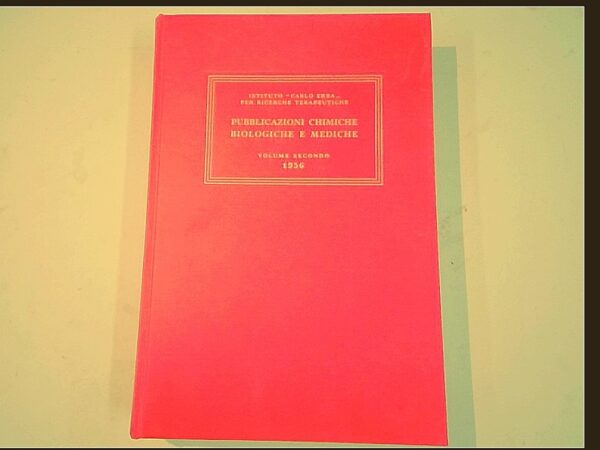 ISTITUTO "CARLO ERBA„
PER RICERCHE TERAPEUTICHE
PUBBLICAZIONI CHIMICHE
BIOLOGICHE E MEDICHE
VOLUME SECONDO
1956